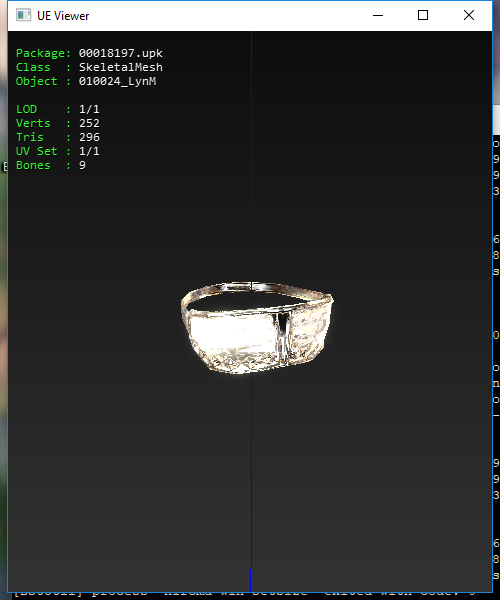 UE Viewer
Package: 00018197.upk
Class  : SkeletalMesh
Object : 010024_LynM
LOD    : 1/1
Verts  : 252
Tris   : 296
UV Set : 1/1
Bones  : 9